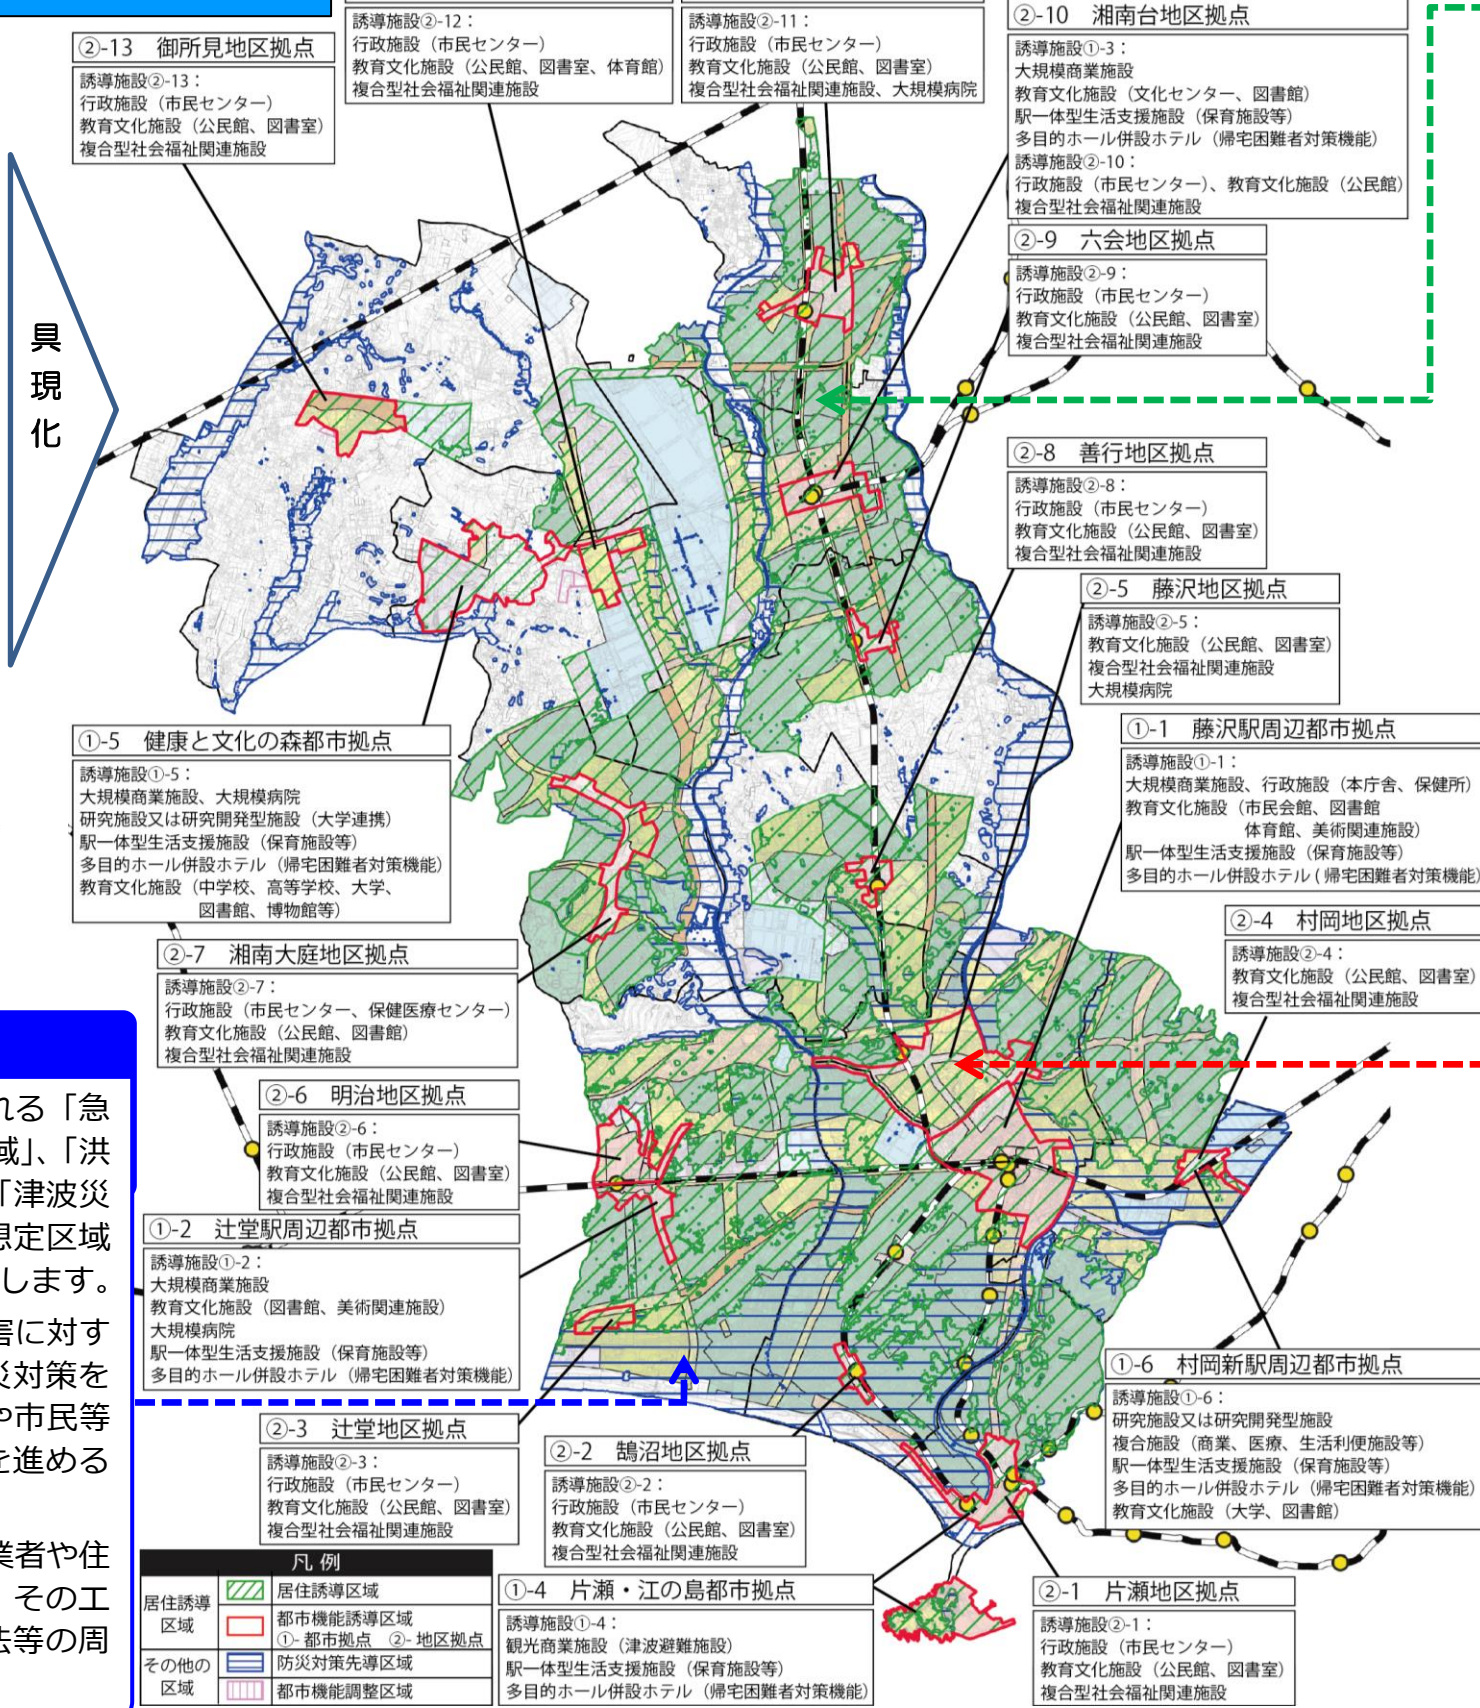 誘導施設②-12：
行政施設（市民センター）
教育文化施設（公民館、図書室、体育館）
複合型社会福祉関連施設
誘導施設②-11：
行政施設（市民センター）
教育文化施設（公民館、図書室）
複合型社会福祉関連施設、大規模病院
②-10　湘南台地区拠点
誘導施設①-3：
大規模商業施設
教育文化施設（文化センター、図書館）
駅一体型生活支援施設（保育施設等）
多目的ホール併設ホテル（帰宅困難者対策機能）
誘導施設②-10：
行政施設（市民センター）、教育文化施設（公民館）
複合型社会福祉関連施設
②-13　御所見地区拠点
誘導施設②-13：
行政施設（市民センター）
教育文化施設（公民館、図書室）
複合型社会福祉関連施設
②-9　六会地区拠点
誘導施設②-9：
行政施設（市民センター）
教育文化施設（公民館、図書室）
複合型社会福祉関連施設
具
現
化
②-8　善行地区拠点
誘導施設②-8：
行政施設（市民センター）
教育文化施設（公民館、図書室）
複合型社会福祉関連施設
②-5　藤沢地区拠点
誘導施設②-5：
教育文化施設（公民館、図書室）
複合型社会福祉関連施設
大規模病院
①-1　藤沢駅周辺都市拠点
誘導施設①-1：
大規模商業施設、行政施設（本庁舎、保健所）
教育文化施設（市民会館、図書館
体育館、美術関連施設）
駅一体型生活支援施設（保育施設等）
多目的ホール併設ホテル（帰宅困難者対策機能）
①-5　健康と文化の森都市拠点
誘導施設①-5：
大規模商業施設、大規模病院
研究施設又は研究開発型施設（大学連携）
駅一体型生活支援施設（保育施設等）
多目的ホール併設ホテル（帰宅困難者対策機能）
教育文化施設（中学校、高等学校、大学、
図書館、博物館等）
②-4　村岡地区拠点
誘導施設②-4：
教育文化施設（公民館、図書室）
複合型社会福祉関連施設
②-7　湘南大庭地区拠点
誘導施設②-7：
行政施設（市民センター、保健医療センター）
教育文化施設（公民館、図書館）
複合型社会福祉関連施設
②-6　明治地区拠点
誘導施設②-6：
行政施設（市民センター）
教育文化施設（公民館、図書室）
複合型社会福祉関連施設
れる「急
域」、「洪
「津波災
想定区域
します。
害に対す
災対策を
や市民等
を進める
業者や住
その工
法等の周
①-2　辻堂駅周辺都市拠点
誘導施設①-2：
大規模商業施設
教育文化施設（図書館、美術関連施設）
大規模病院
駅一体型生活支援施設（保育施設等）
多目的ホール併設ホテル（帰宅困難者対策機能）
①-6　村岡新駅周辺都市拠点
誘導施設①-6：
研究施設又は研究開発型施設
複合施設（商業、医療、生活利便施設等）
駅一体型生活支援施設（保育施設等）
多目的ホール併設ホテル（帰宅困難者対策機能）
教育文化施設（大学、図書館）
②-3　辻堂地区拠点
誘導施設②-3：
行政施設（市民センター）
教育文化施設（公民館、図書室）
複合型社会福祉関連施設
②-2　鵠沼地区拠点
誘導施設②-2：
行政施設（市民センター）
教育文化施設（公民館、図書室）
複合型社会福祉関連施設
凡 例
居住誘導
区域
居住誘導区域
都市機能誘導区域
①- 都市拠点　②- 地区拠点
その他の
区域
防災対策先導区域
都市機能調整区域
①-4　片瀬・江の島都市拠点
誘導施設①-4：
観光商業施設（津波避難施設）
駅一体型生活支援施設（保育施設等）
多目的ホール併設ホテル（帰宅困難者対策機能）
②-1　片瀬地区拠点
誘導施設②-1：
行政施設（市民センター）
教育文化施設（公民館、図書室）
複合型社会福祉関連施設